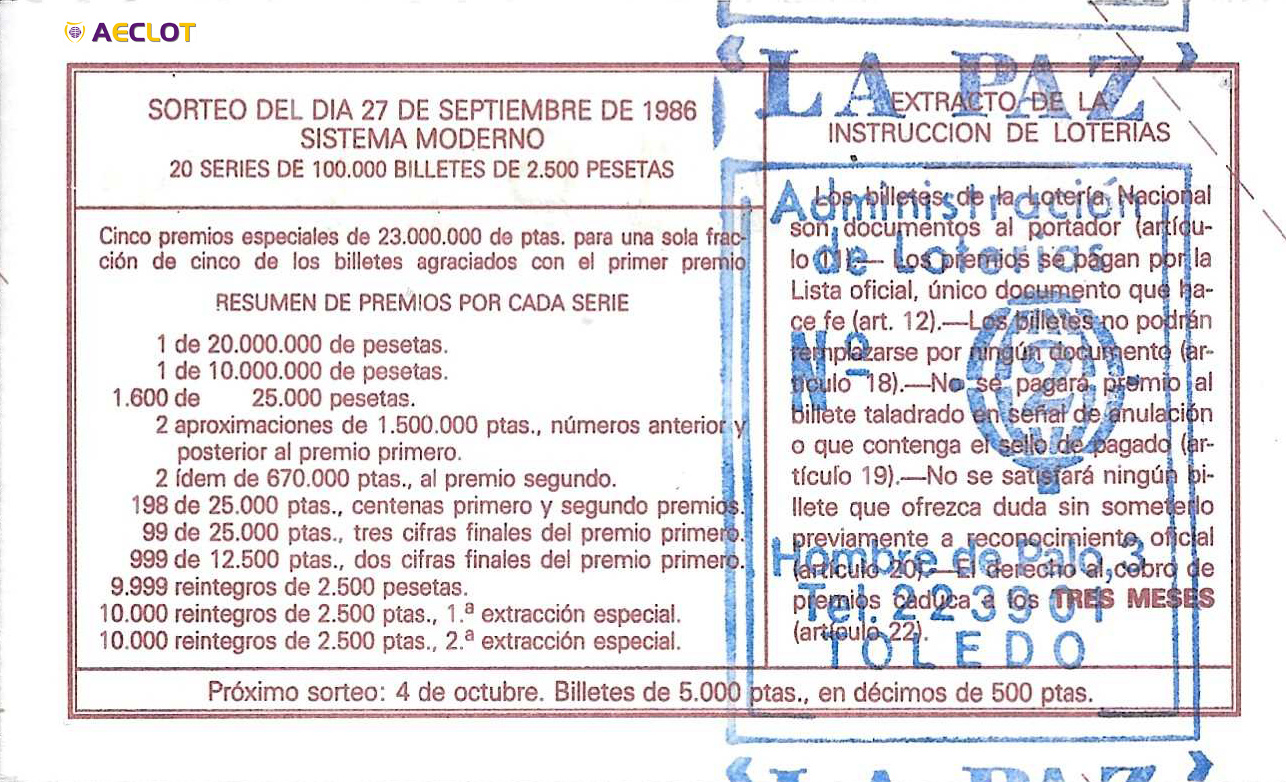 AECLOT
SORTEO DEL DIA 27 DE SEPTIEMBRE DE 1986
SISTEMA MODERNO
20 SERIES DE 100.000 BILLETES DE 2.500 PESETAS
Cinco premios especiales de 23.000.000 de ptas. para una sola frac-
ción de cinco de los billetes agraciados con el primer premio
RESUMEN DE PREMIOS POR CADA SERIE
1 de 20.000.000 de pesetas.
1 de 10.000.000 de pesetas.
1.600 de 25.000 pesetas.
2 aproximaciones de 1.500.000 ptas., números anterior y
posterior al premio primero.
2 ídem de 670.000 ptas., al premio segundo.
198 de 25.000 ptas., centenas primero y segundo premios.
99 de 25.000 ptas., tres cifras finales del premio primero.
999 de 12.500 ptas., dos cifras finales del premio primero.
9.999 reintegros de 2.500 pesetas.
10.000 reintegros de 2.500 ptas., 1.ª extracción especial.
10.000 reintegros de 2.500 ptas., 2.ª extracción especial.
EXTRACTO DE LA
INSTRUCCION DE LOTERIAS
Los billetes de la Lotería Nacional
son documentos al portador (artícu-
lo 11).— Los premios se pagan por la
Lista oficial, único documento que ha-
ce fe (art. 12).—Los billetes no podrán
remplazarse por ningún documento (ar-
tículo 18).—No se pagará premio al
billete taladrado en señal de anulación
o que contenga el sello de pagado (ar-
tículo 19).—No se satisfará ningún bi-
llete que ofrezca duda sin someterlo
previamente a reconocimiento oficial
(artículo 20).—El derecho al cobro de
premios caduca a los TRES MESES
(artículo 22).
Próximo sorteo: 4 de octubre. Billetes de 5.000 ptas., en décimos de 500 ptas.
LA PAZ
Administración
de Loterias
Nº 2
Hombre de Palo, 3
Tel. 223901
TOLEDO
LA PAZ